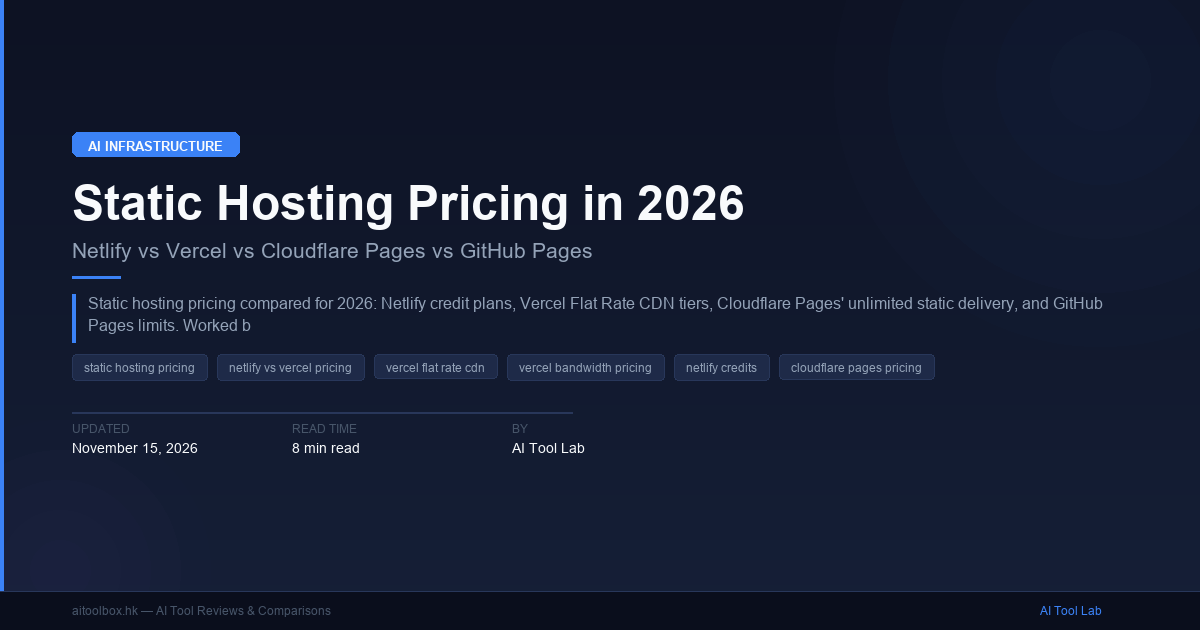 AI INFRASTRUCTURE
Static Hosting Pricing in 2026
Netlify vs Vercel vs Cloudflare Pages vs GitHub Pages
Static hosting pricing compared for 2026: Netlify credit plans, Vercel Flat Rate CDN tiers, Cloudflare Pages' unlimited static delivery, and GitHub
Pages limits. Worked b
static hosting pricing netlify vs vercel pricing vercel flat rate cdn vercel bandwidth pricing netlify credits cloudflare pages pricing
UPDATED READ TIME BY
November 15, 2026 8 min read AI Tool Lab
aitoolbox.hk — AI Tool Reviews & Comparisons AI Tool Lab